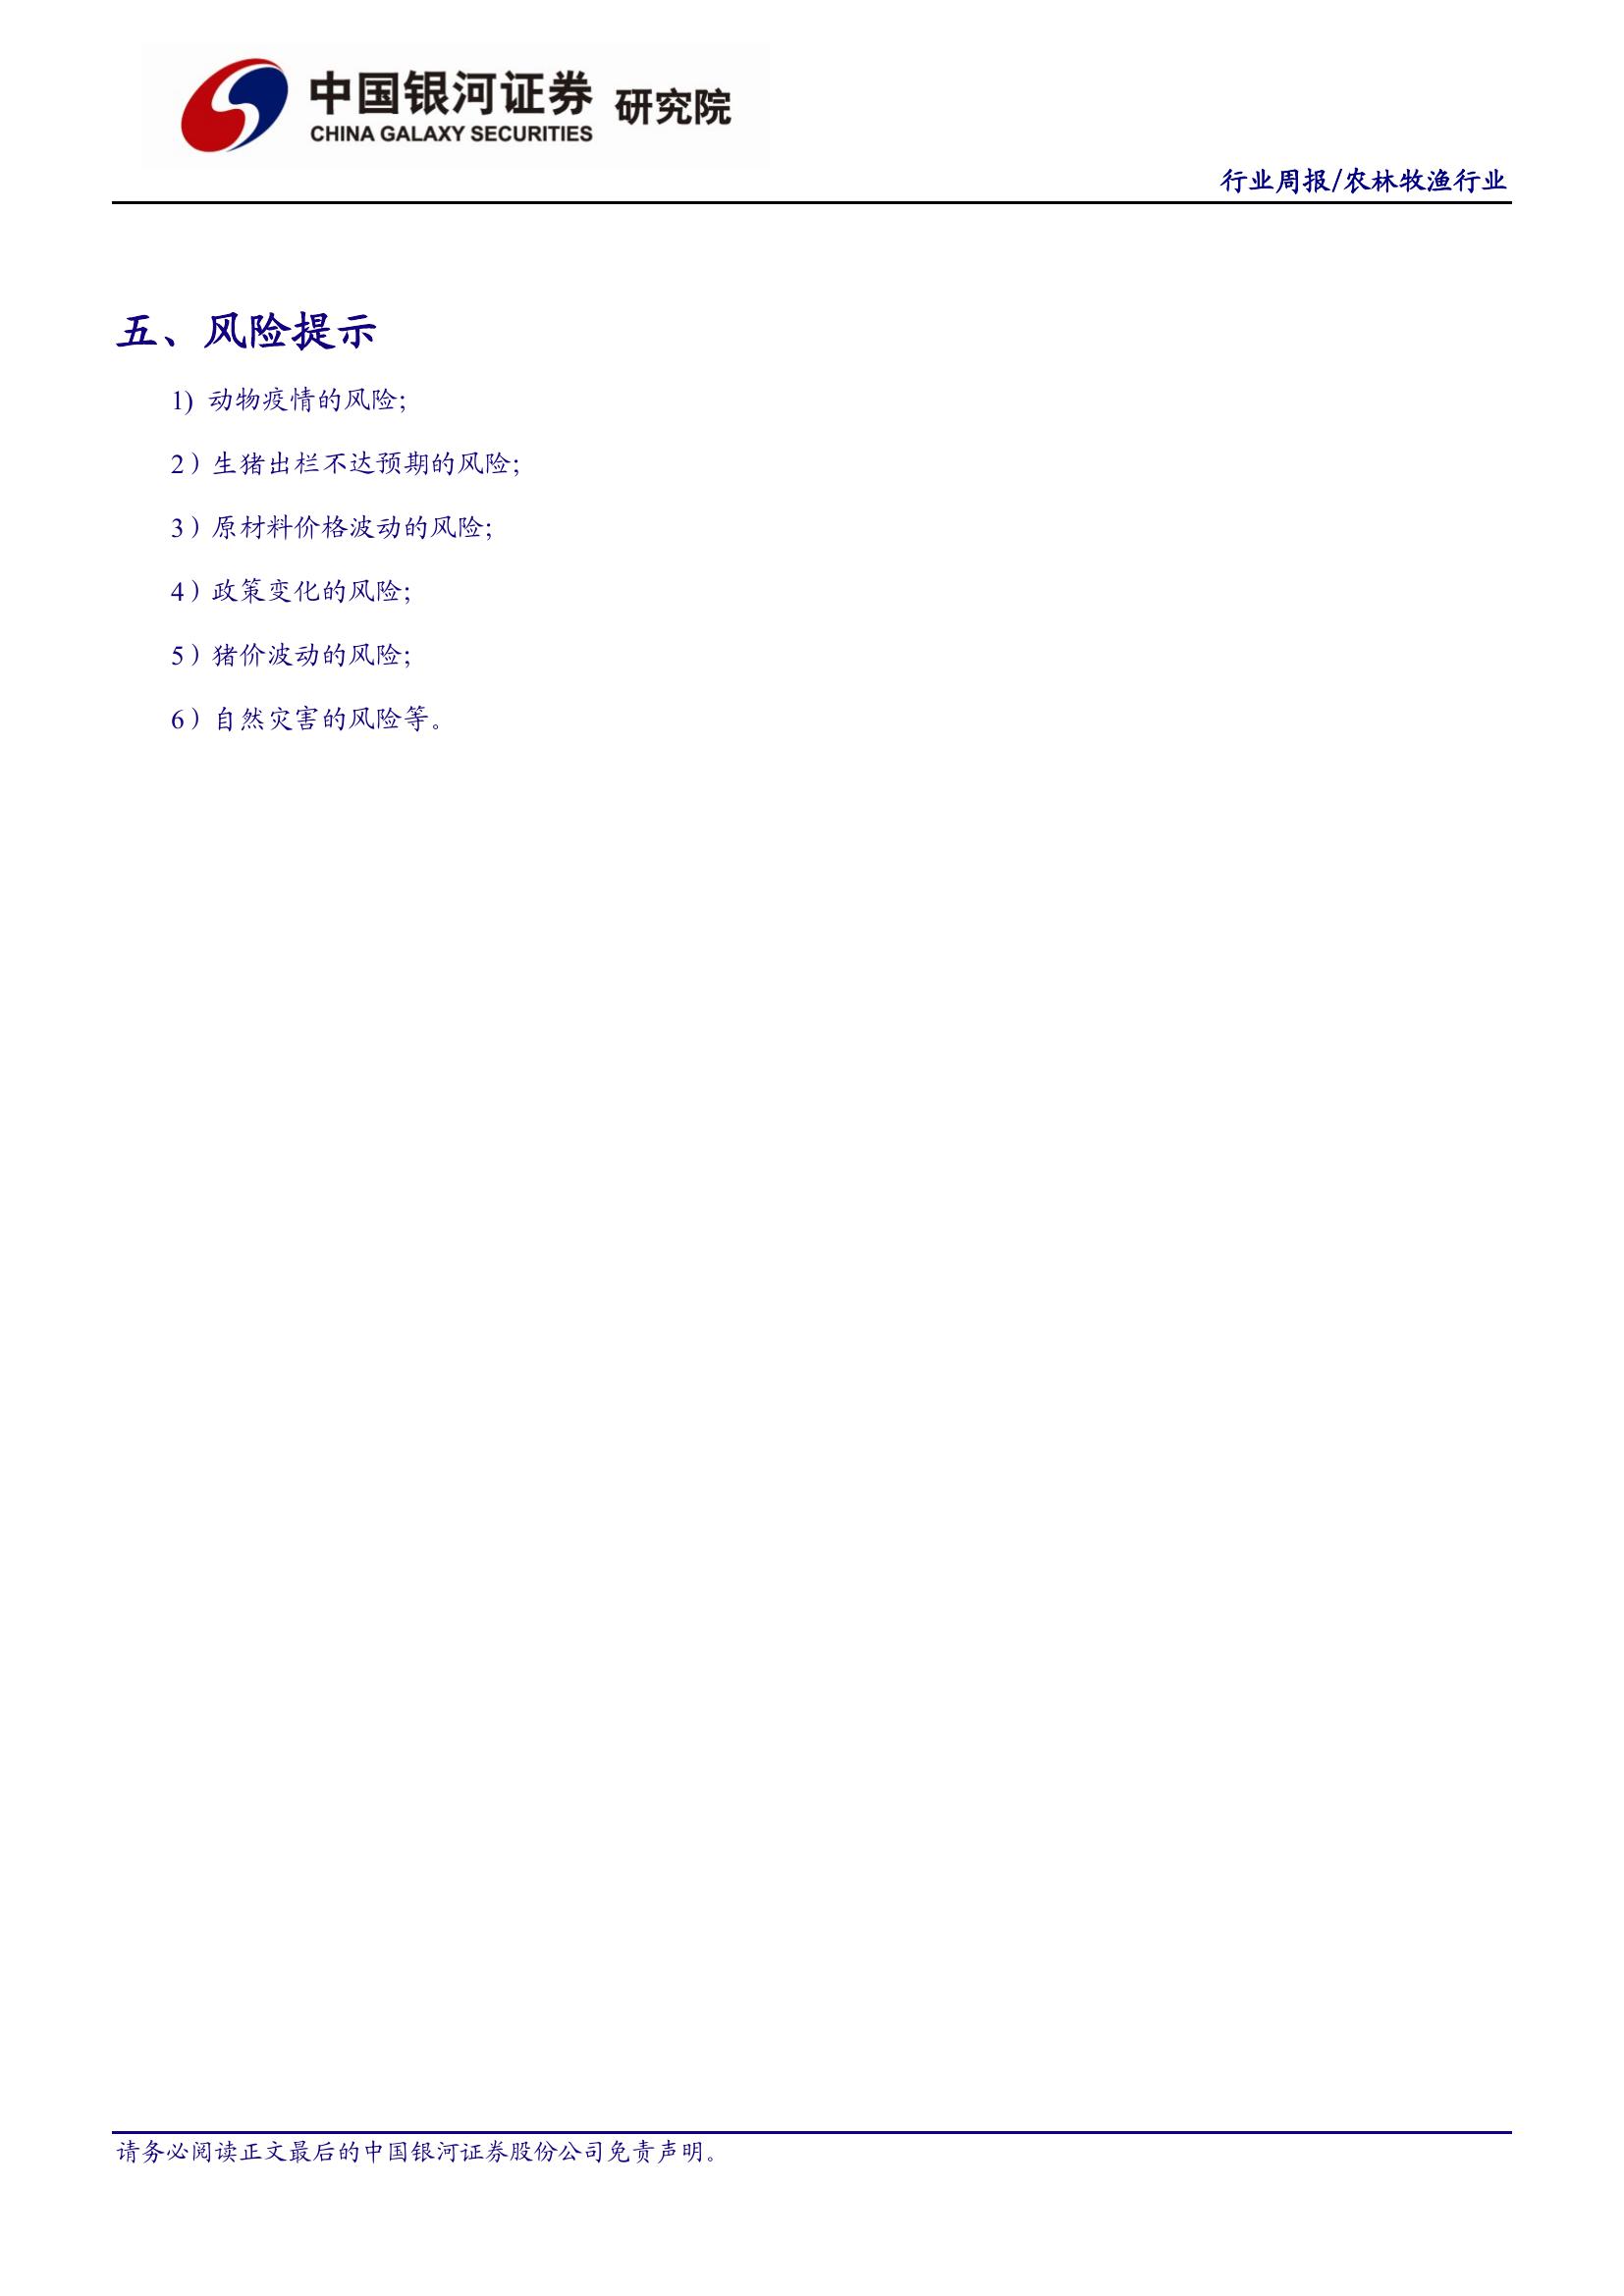 中国银河证券 研究院
CHINA GALAXY SECURITIES
行业周报/农林牧渔行业
五、风险提示
1) 动物疫情的风险;
2）生猪出栏不达预期的风险;
3）原材料价格波动的风险;
4）政策变化的风险;
5）猪价波动的风险;
6）自然灾害的风险等。
请务必阅读正文最后的中国银河证券股份公司免责声明。